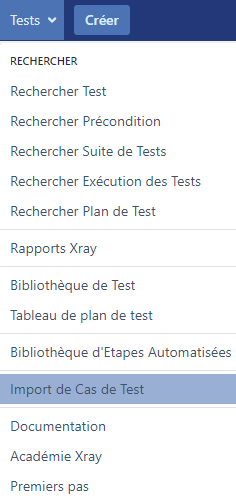 Tests
Créer
RECHERCHER
Rechercher Test
Rechercher Précondition
Rechercher Suite de Tests
Rechercher Exécution des Tests
Rechercher Plan de Test
Rapports Xray
Bibliothèque de Test
Tableau de plan de test
Bibliothèque d'Etapes Automatisées
Import de Cas de Test
Documentation
Académie Xray
Premiers pas